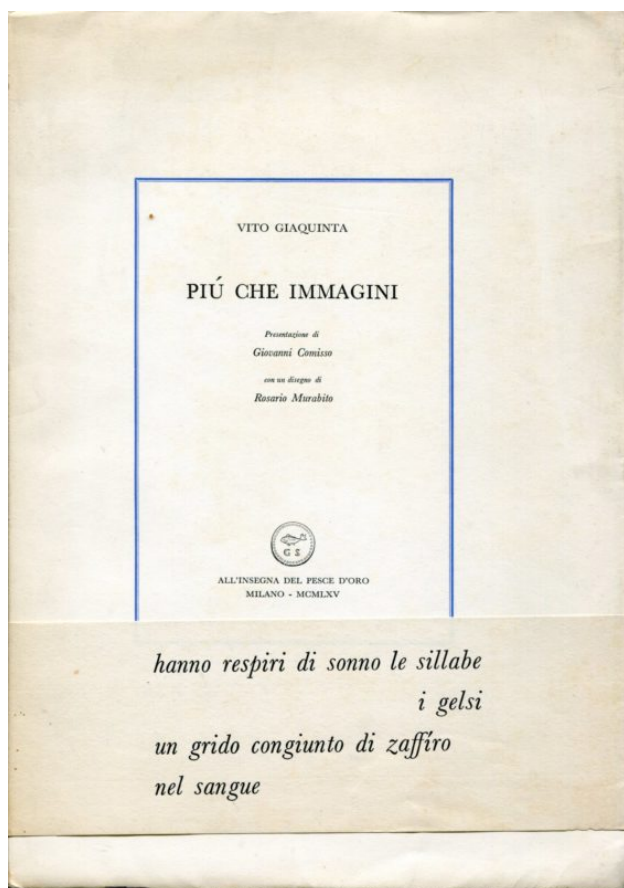 VITO GIAQUINTA
PIÚ CHE IMMAGINI
Presentazione di
Giovanni Comisso
con un disegno di
Rosario Murabito
G S
ALL'INSEGNA DEL PESCE D'ORO
MILANO - MCMLXV
hanno respiri di sonno le sillabe
i gelsi
un grido congiunto di zaffíro
nel sangue